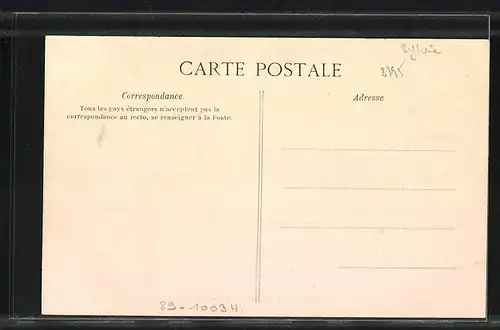 CARTE POSTALE
Correspondance
Tous les pays étrangers n'acceptent pas la
correspondance au recto, se renseigner à la Poste.
Adresse
89-1003H.